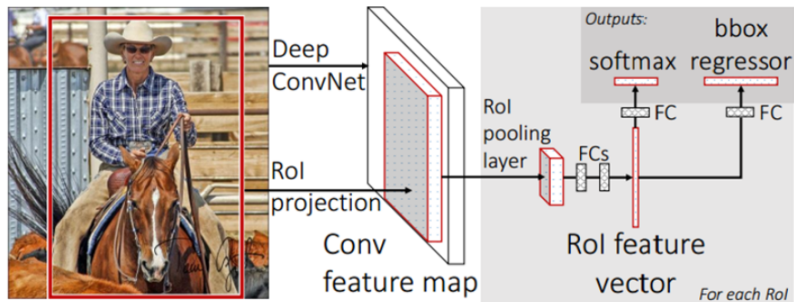 Deep
ConvNet
RoI
projection
Conv
feature map
RoI
pooling
layer
FCs
RoI feature
vector
Outputs:
softmax
bbox
regressor
FC
FC
For each RoI